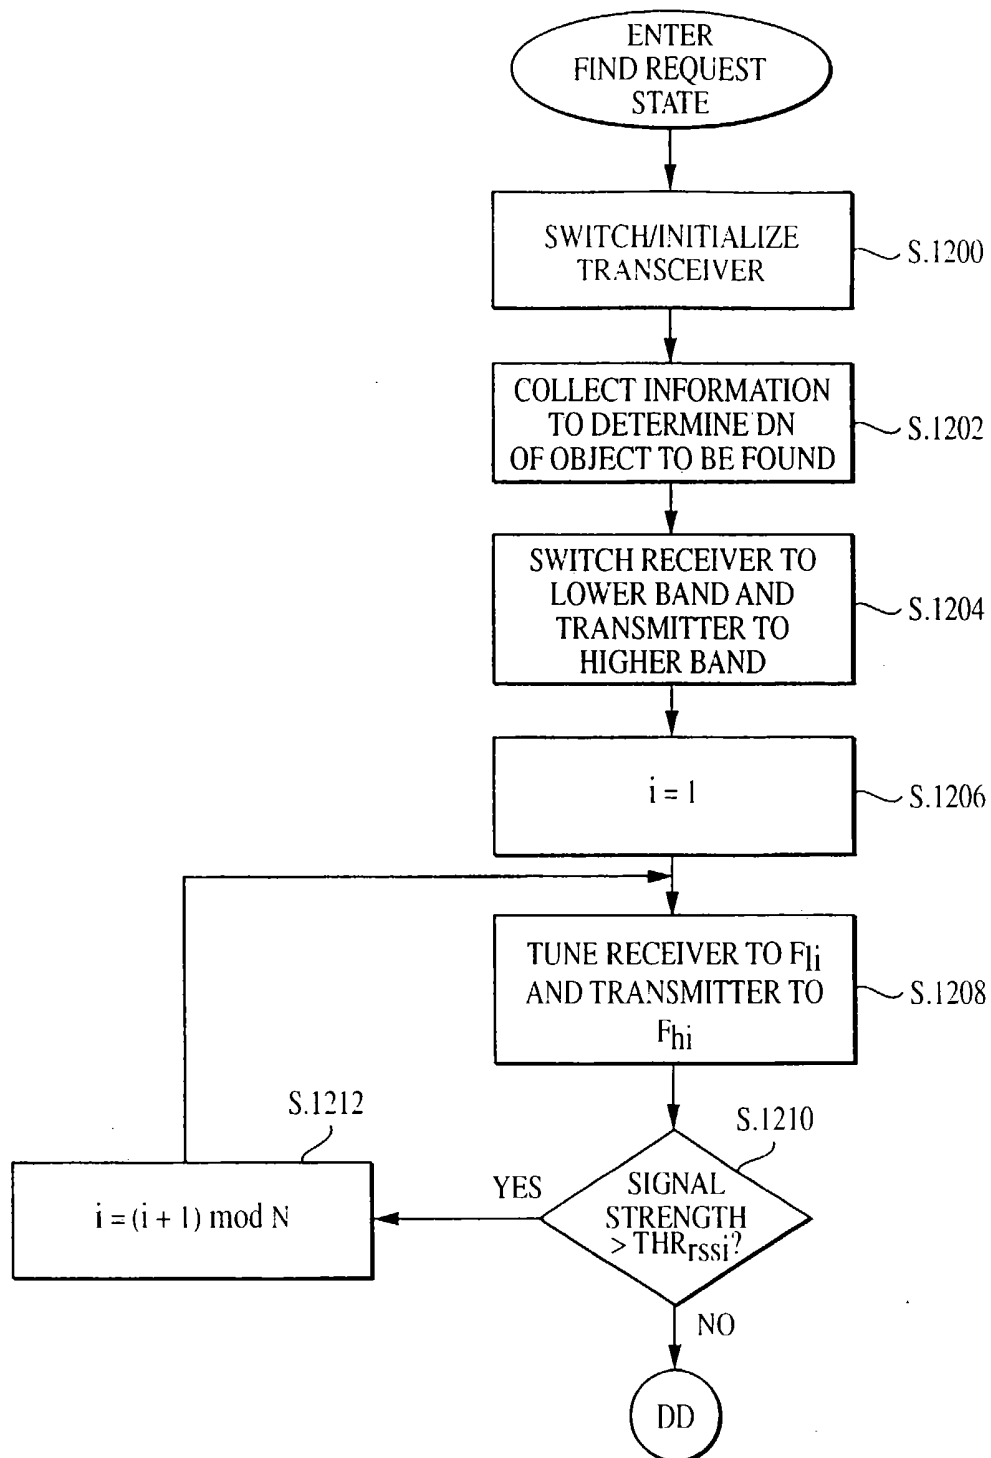 ENTER
FIND REQUEST
STATE
SWITCH/INITIALIZE
TRANSCEIVER
S.1200
COLLECT INFORMATION
TO DETERMINE DN
OF OBJECT TO BE FOUND
S.1202
SWITCH RECEIVER TO
LOWER BAND AND
TRANSMITTER TO
HIGHER BAND
S.1204
i = 1
S.1206
TUNE RECEIVER TO Fli
AND TRANSMITTER TO
Fhi
S.1208
S.1212
i = (i + 1) mod N
YES
S.1210
SIGNAL
STRENGTH
> THRrssi?
NO
DD